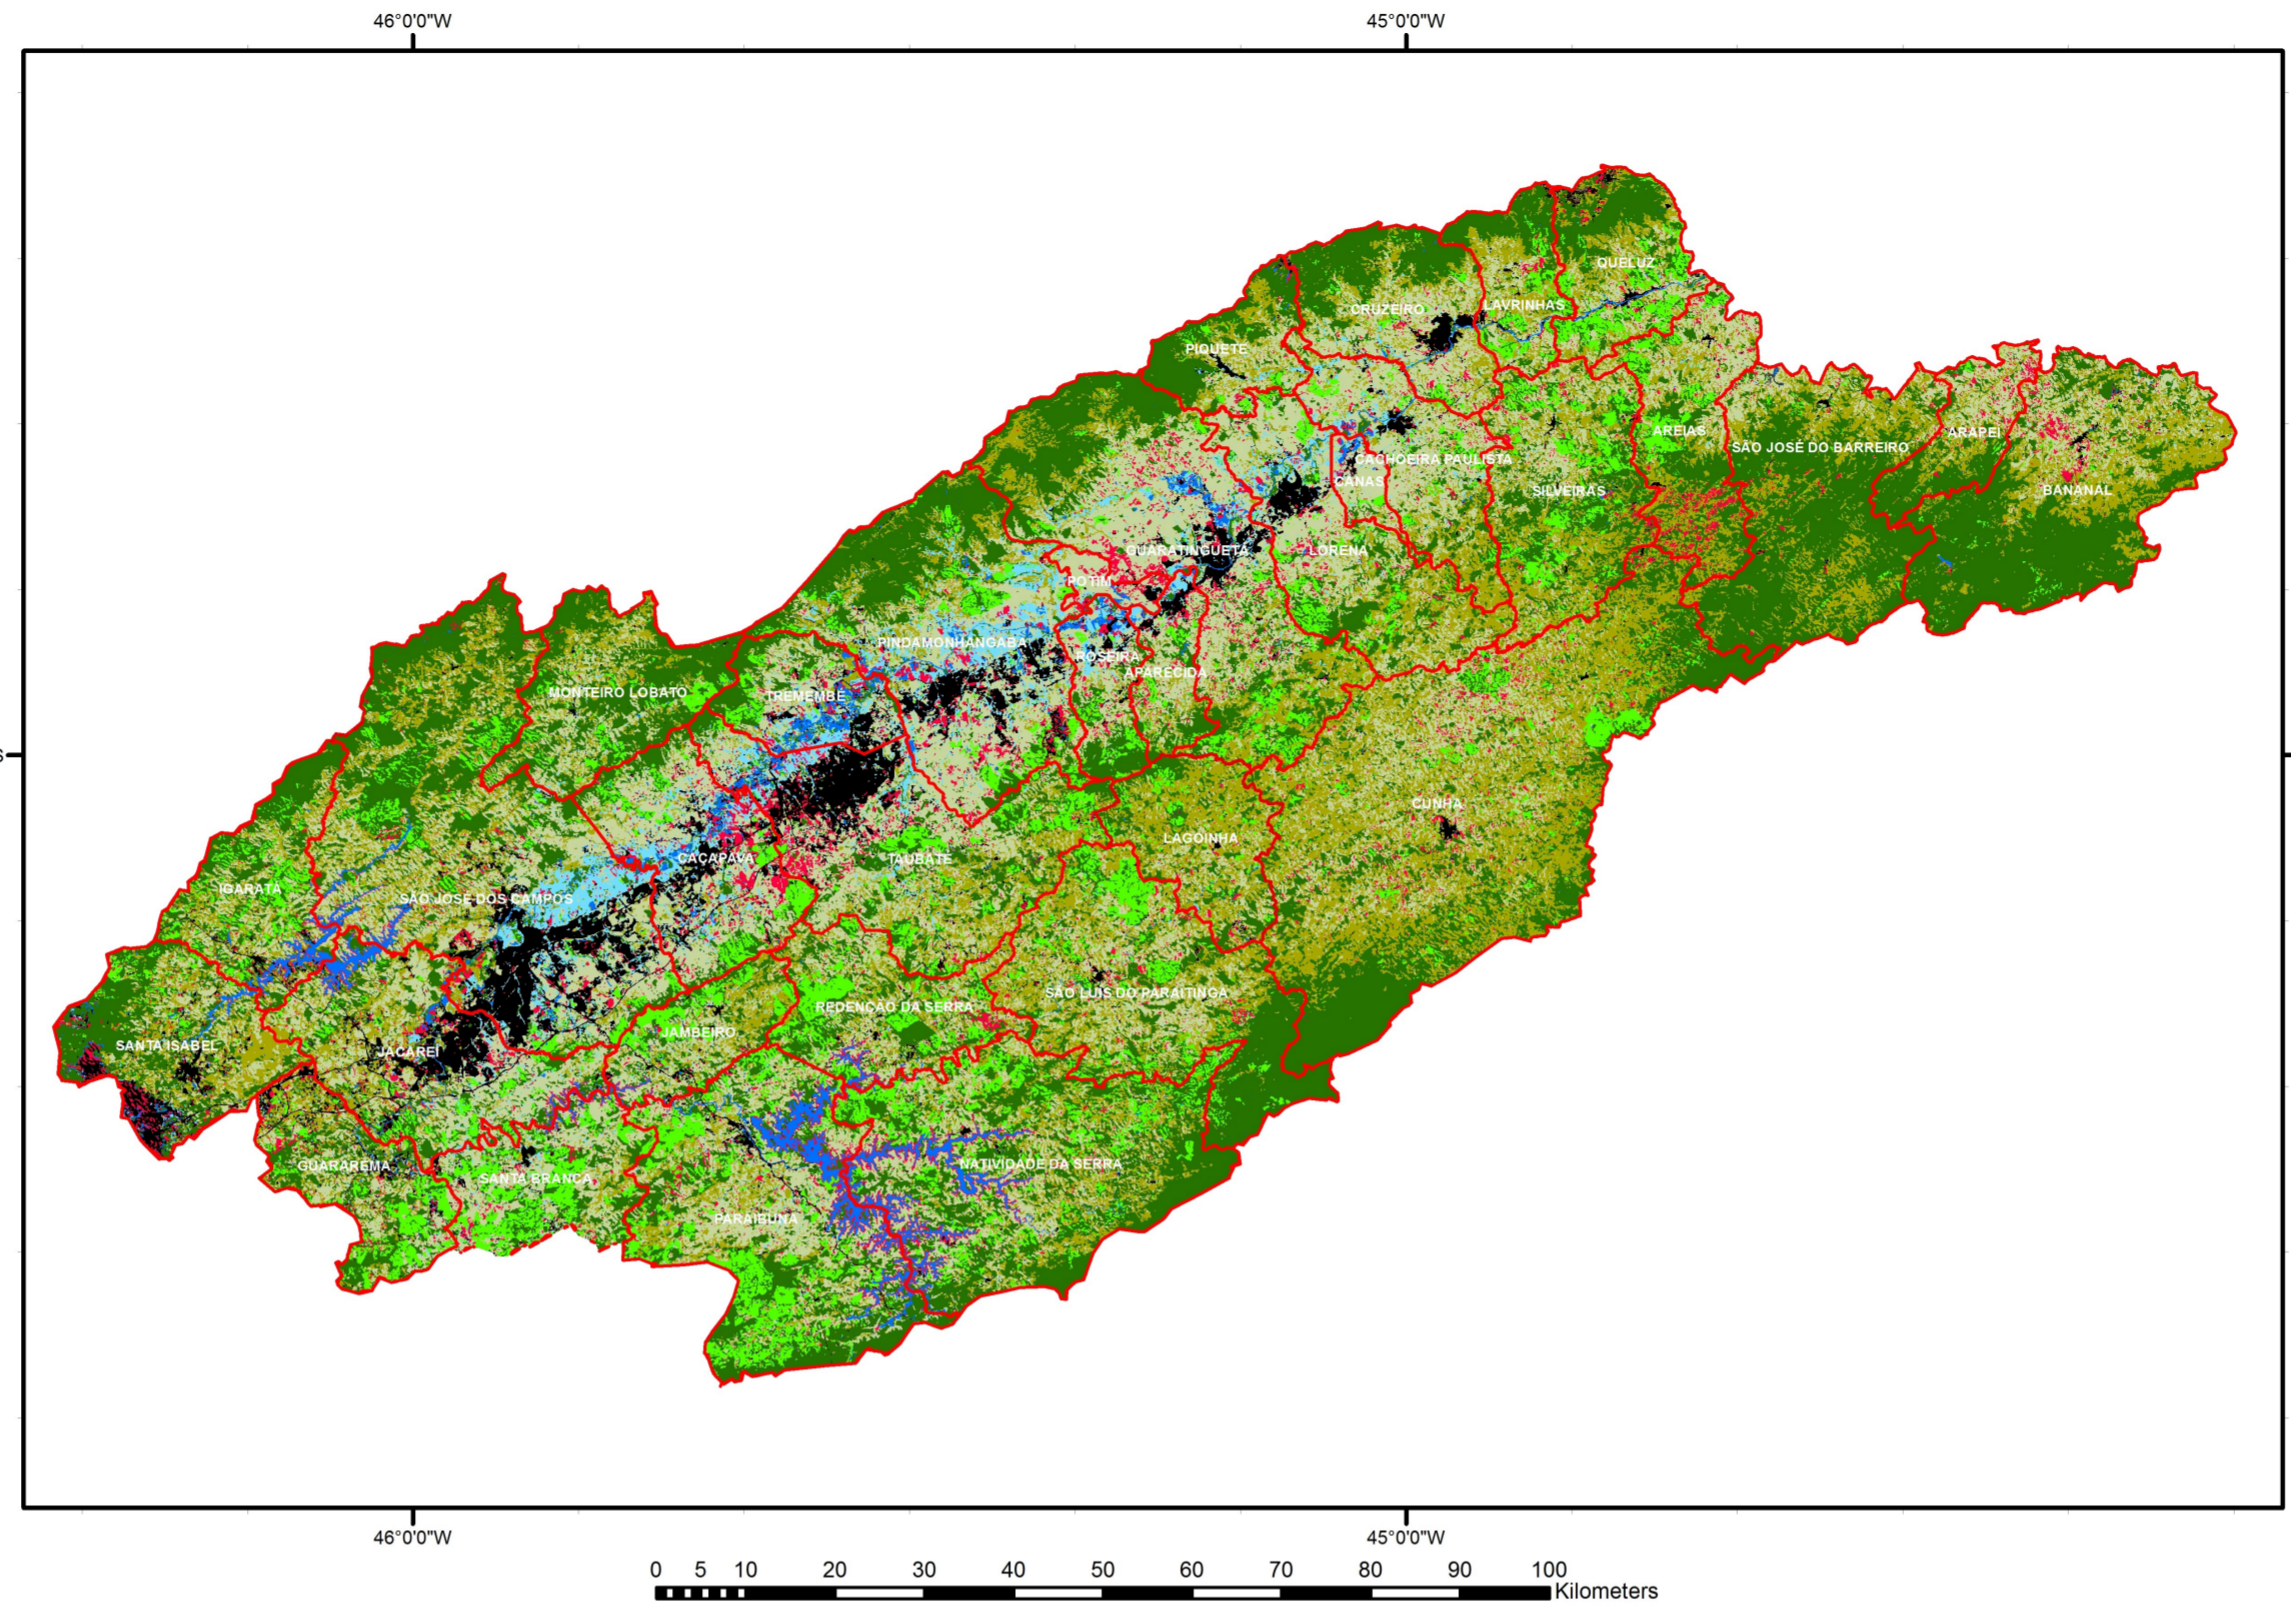 46°0'0"W
45°0'0"W
QUELUZ
LAVRINHAS
CRUZEIRO
PIQUETE
AREIAS
ARAPEÍ
SÃO JOSÉ DO BARREIRO
CACHOEIRA PAULISTA
CANAS
SILVEIRAS
BANANAL
GUARATINGUETÁ
LORENA
POTIM
PINDAMONHANGABA
ROSEIRA
APARECIDA
MONTEIRO LOBATO
TREMEMBÉ
CUNHA
LAGOINHA
CAÇAPAVA
TAUBATÉ
IGARATÁ
SÃO JOSÉ DOS CAMPOS
SÃO LUÍS DO PARAITINGA
REDENÇÃO DA SERRA
JAMBEIRO
SANTA ISABEL
JACAREÍ
GUARAREMA
NATIVIDADE DA SERRA
SANTA BRANCA
PARAIBUNA
46°0'0"W
45°0'0"W
0 5 10 20 30 40 50 60 70 80 90 100
Kilometers